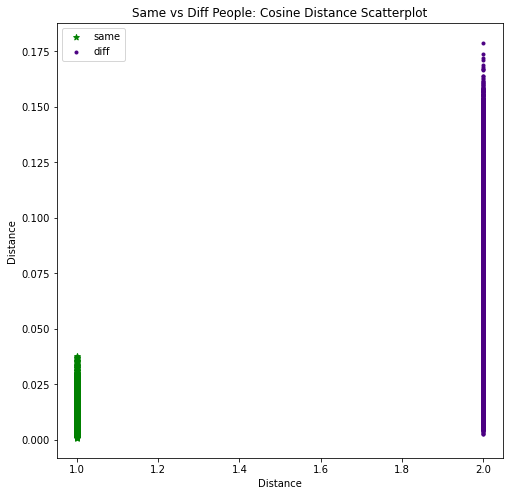 Same vs Diff People: Cosine Distance Scatterplot
same
diff
0.175
0.150
0.125
0.100
0.075
0.050
0.025
0.000
Distance
1.0 1.2 1.4 1.6 1.8 2.0
Distance